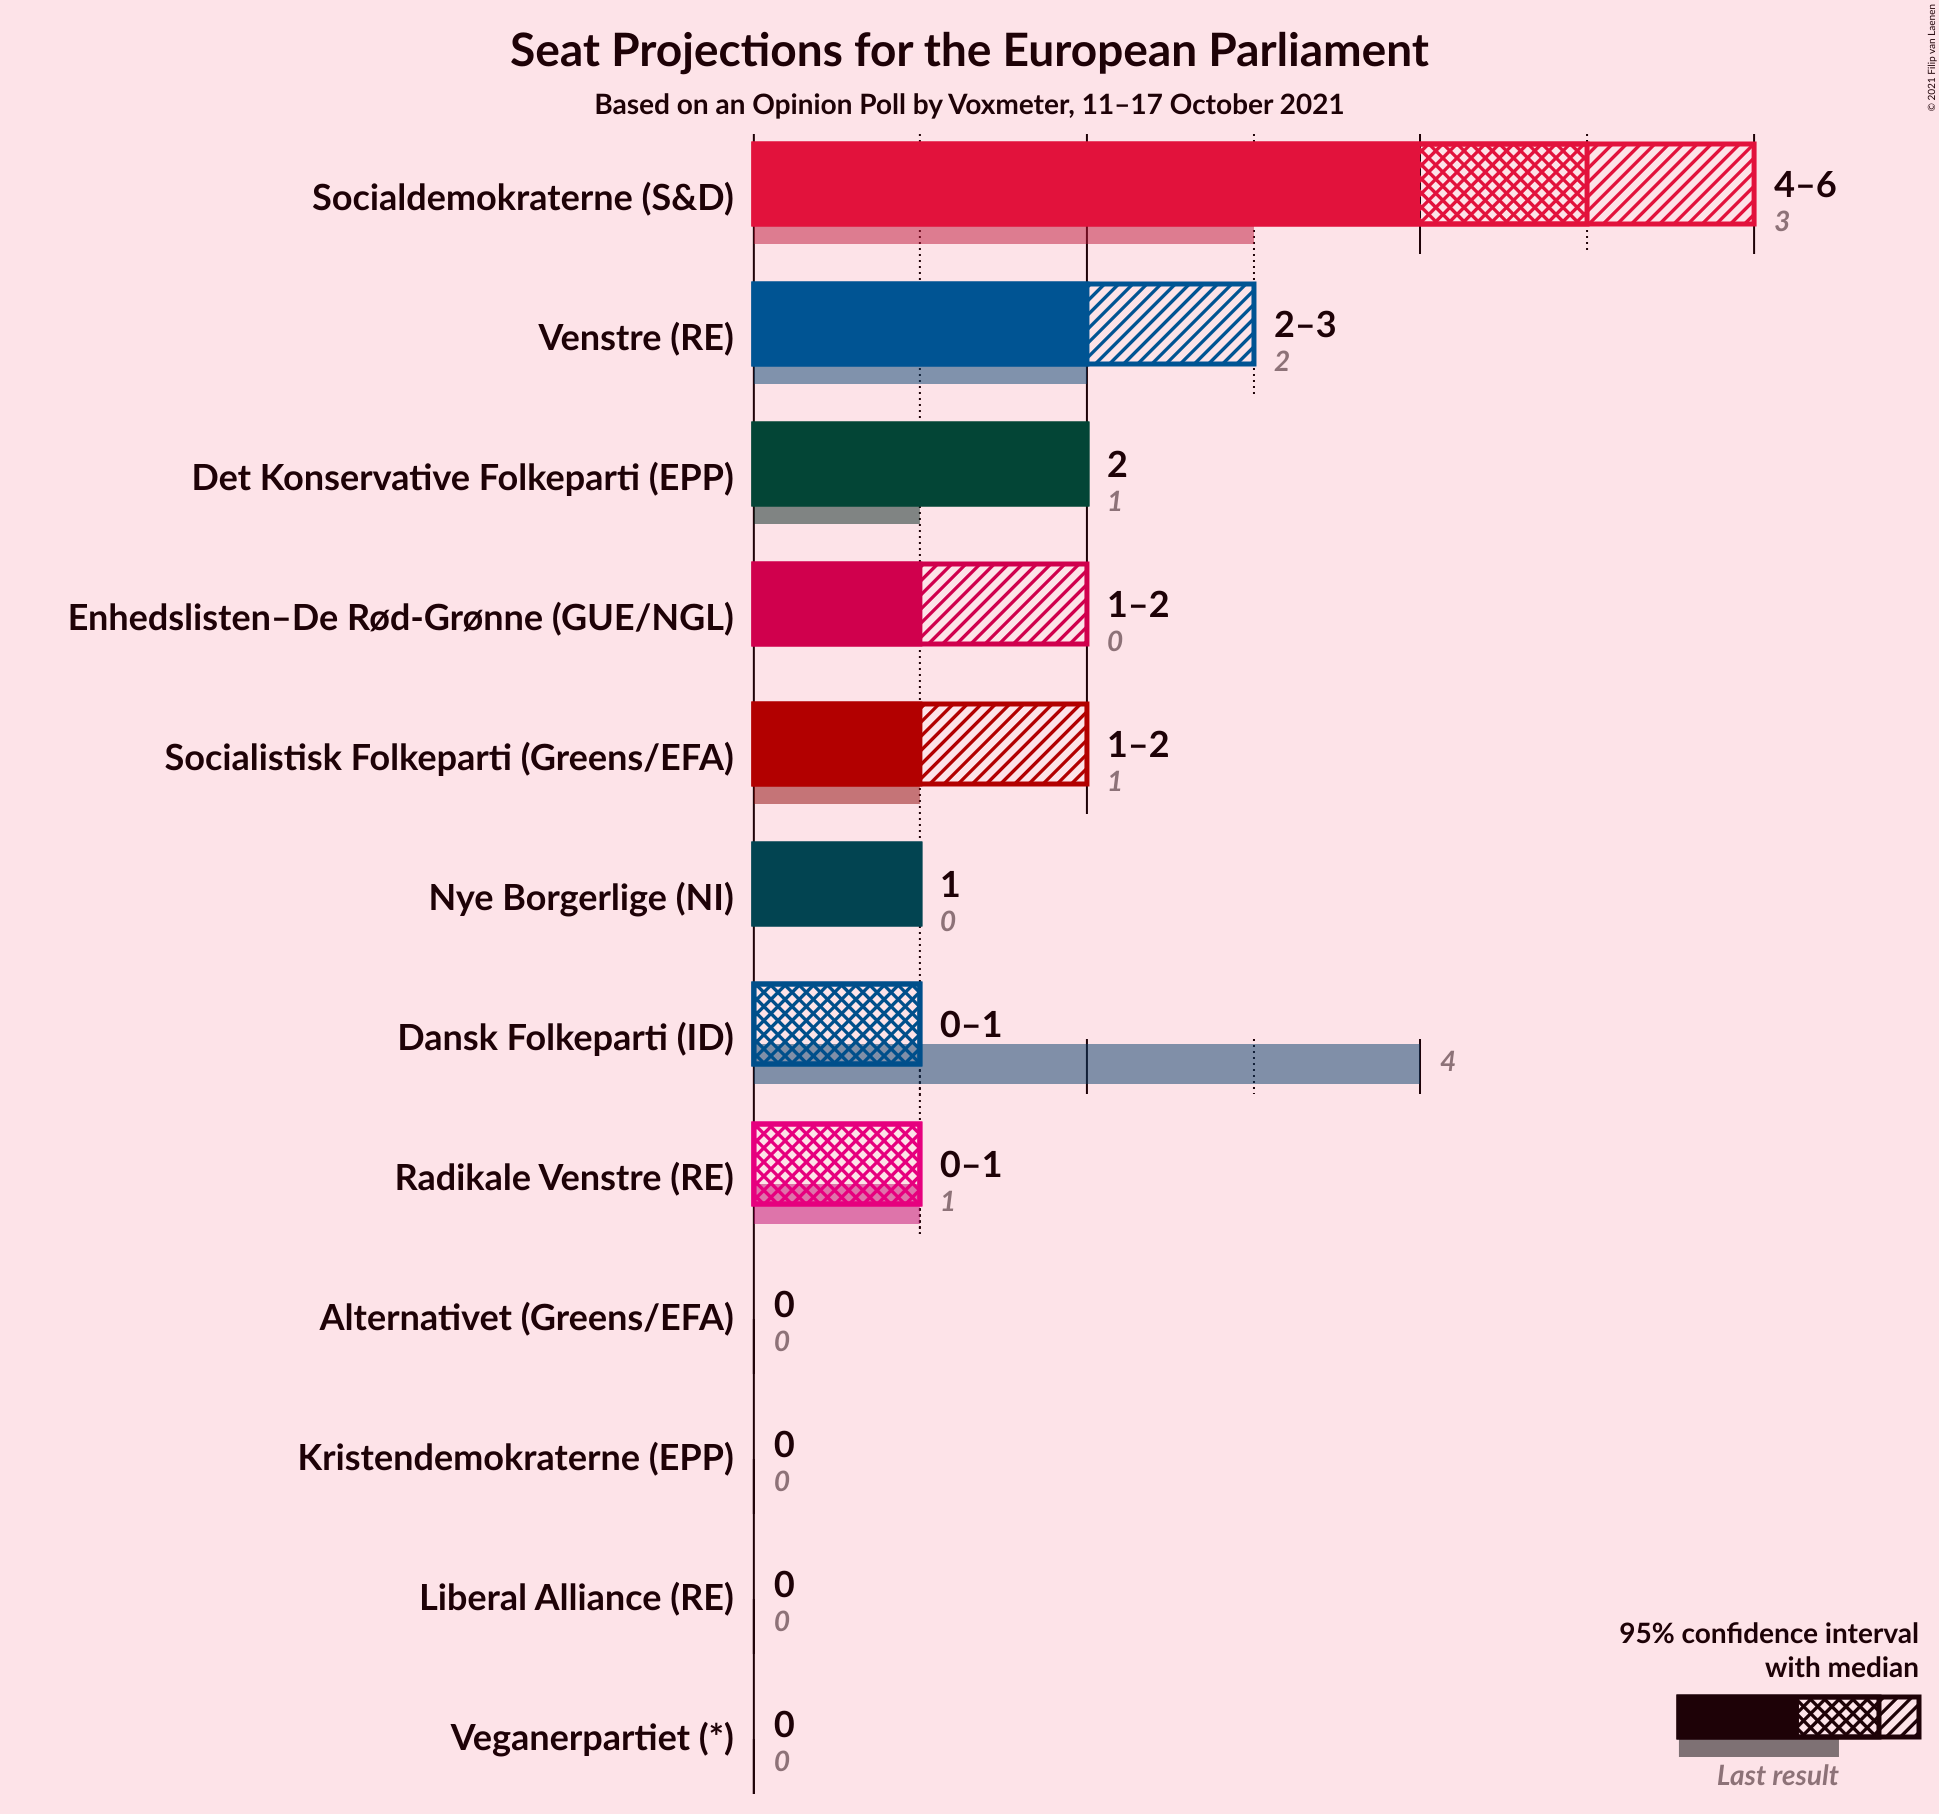 Seat Projections for the European Parliament
Based on an Opinion Poll by Voxmeter, 11–17 October 2021
© 2021 Filip van Laenen
Socialdemokraterne (S&D)
4–6
3
Venstre (RE)
2–3
2
Det Konservative Folkeparti (EPP)
2
1
Enhedslisten–De Rød-Grønne (GUE/NGL)
1–2
0
Socialistisk Folkeparti (Greens/EFA)
1–2
1
Nye Borgerlige (NI)
1
0
Dansk Folkeparti (ID)
0–1
4
Radikale Venstre (RE)
0–1
1
Alternativet (Greens/EFA)
0
0
Kristendemokraterne (EPP)
0
0
Liberal Alliance (RE)
0
0
Veganerpartiet (*)
0
0
95% confidence interval
with median
Last result